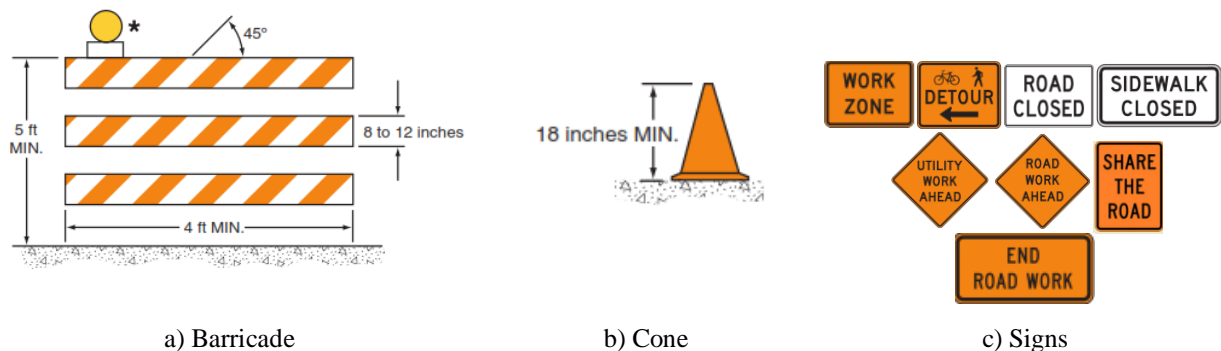 *
45º
5 ft
MIN.
8 to 12 inches
4 ft MIN.
18 inches MIN.
WORK
ZONE
DETOUR
ROAD
CLOSED
SIDEWALK
CLOSED
UTILITY
WORK
AHEAD
ROAD
WORK
AHEAD
SHARE
THE
ROAD
END
ROAD WORK
a) Barricade
b) Cone
c) Signs